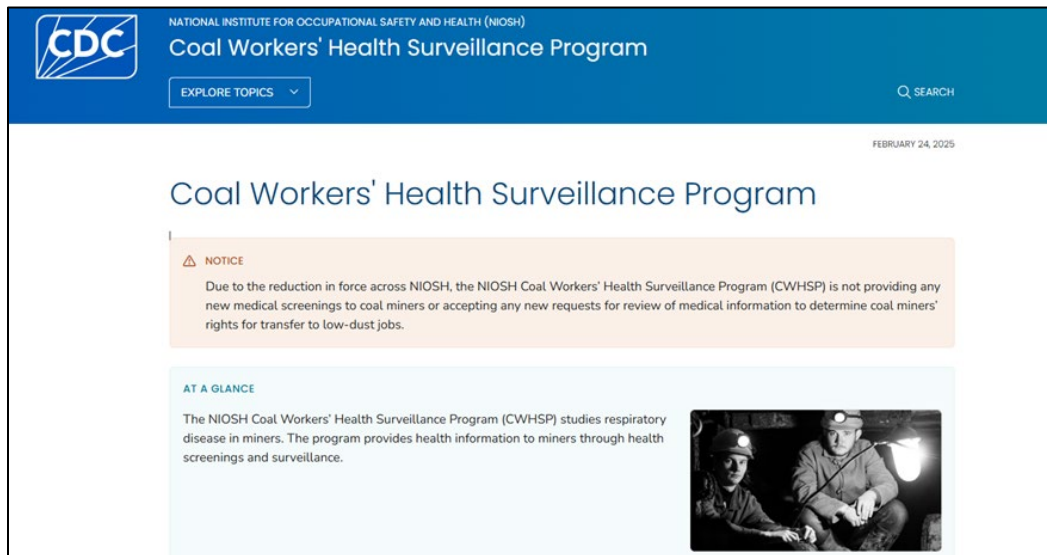 CDC
NATIONAL INSTITUTE FOR OCCUPATIONAL SAFETY AND HEALTH (NIOSH)
Coal Workers' Health Surveillance Program
EXPLORE TOPICS
SEARCH
FEBRUARY 24, 2025
Coal Workers' Health Surveillance Program
NOTICE
Due to the reduction in force across NIOSH, the NIOSH Coal Workers’ Health Surveillance Program (CWHSP) is not providing any
new medical screenings to coal miners or accepting any new requests for review of medical information to determine coal miners’
rights for transfer to low-dust jobs.
AT A GLANCE
The NIOSH Coal Workers’ Health Surveillance Program (CWHSP) studies respiratory
disease in miners. The program provides health information to miners through health
screenings and surveillance.